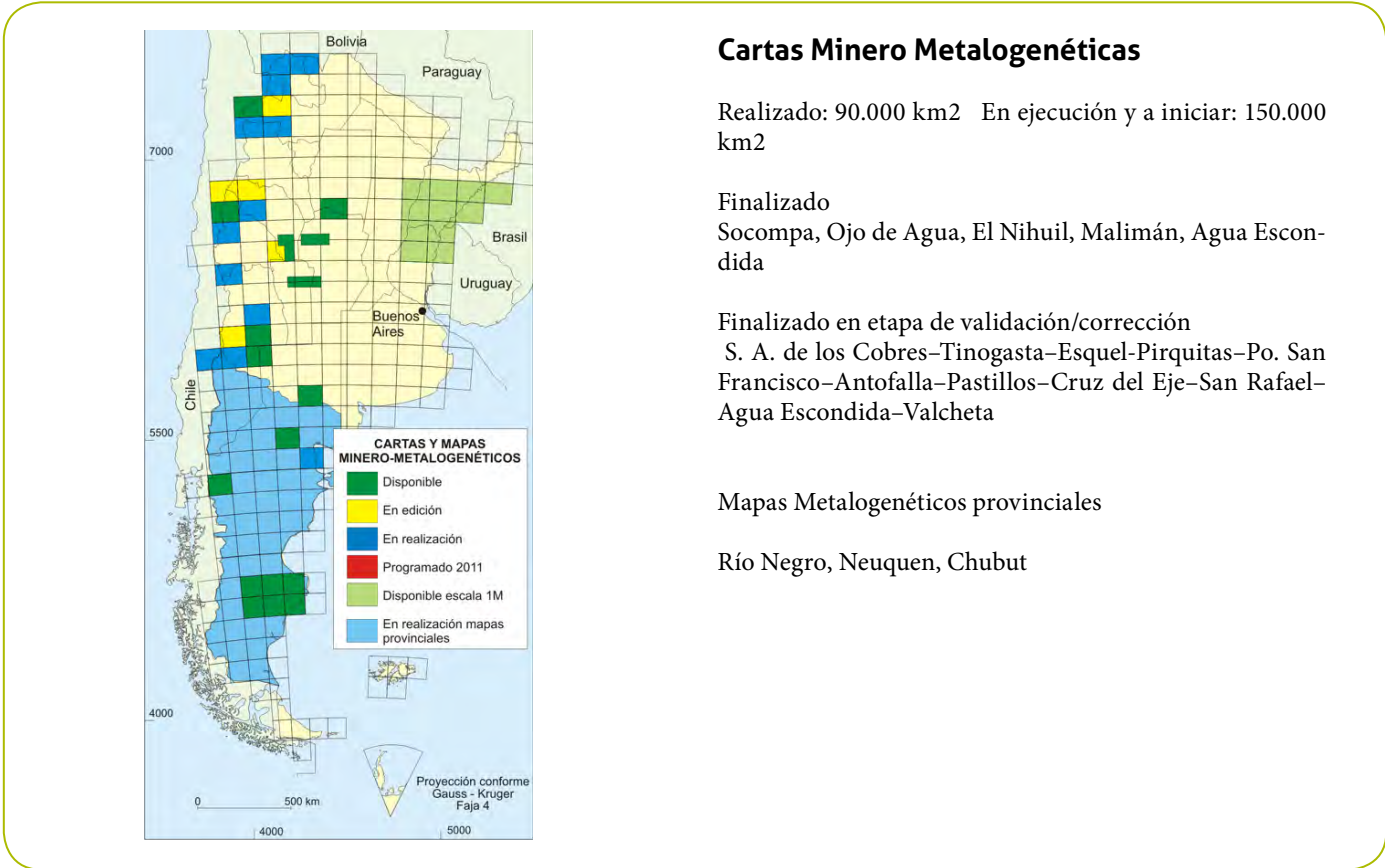 Bolivia
Paraguay
7000
Brasil
Uruguay
Buenos
Aires
Chile
5500
CARTAS Y MAPAS
MINERO-METALOGENÉTICOS
Disponible
En edición
En realización
Programado 2011
Disponible escala 1M
En realización mapas
provinciales
4000
Proyección conforme
Gauss - Kruger
Faja 4
0 500 km
4000 5000
Cartas Minero Metalogenéticas
Realizado: 90.000 km2 En ejecución y a iniciar: 150.000
km2
Finalizado
Socompa, Ojo de Agua, El Nihuil, Malimán, Agua Escon-
dida
Finalizado en etapa de validación/corrección
S. A. de los Cobres–Tinogasta–Esquel-Pirquitas–Po. San
Francisco–Antofalla–Pastillos–Cruz del Eje–San Rafael–
Agua Escondida–Valcheta
Mapas Metalogenéticos provinciales
Río Negro, Neuquen, Chubut